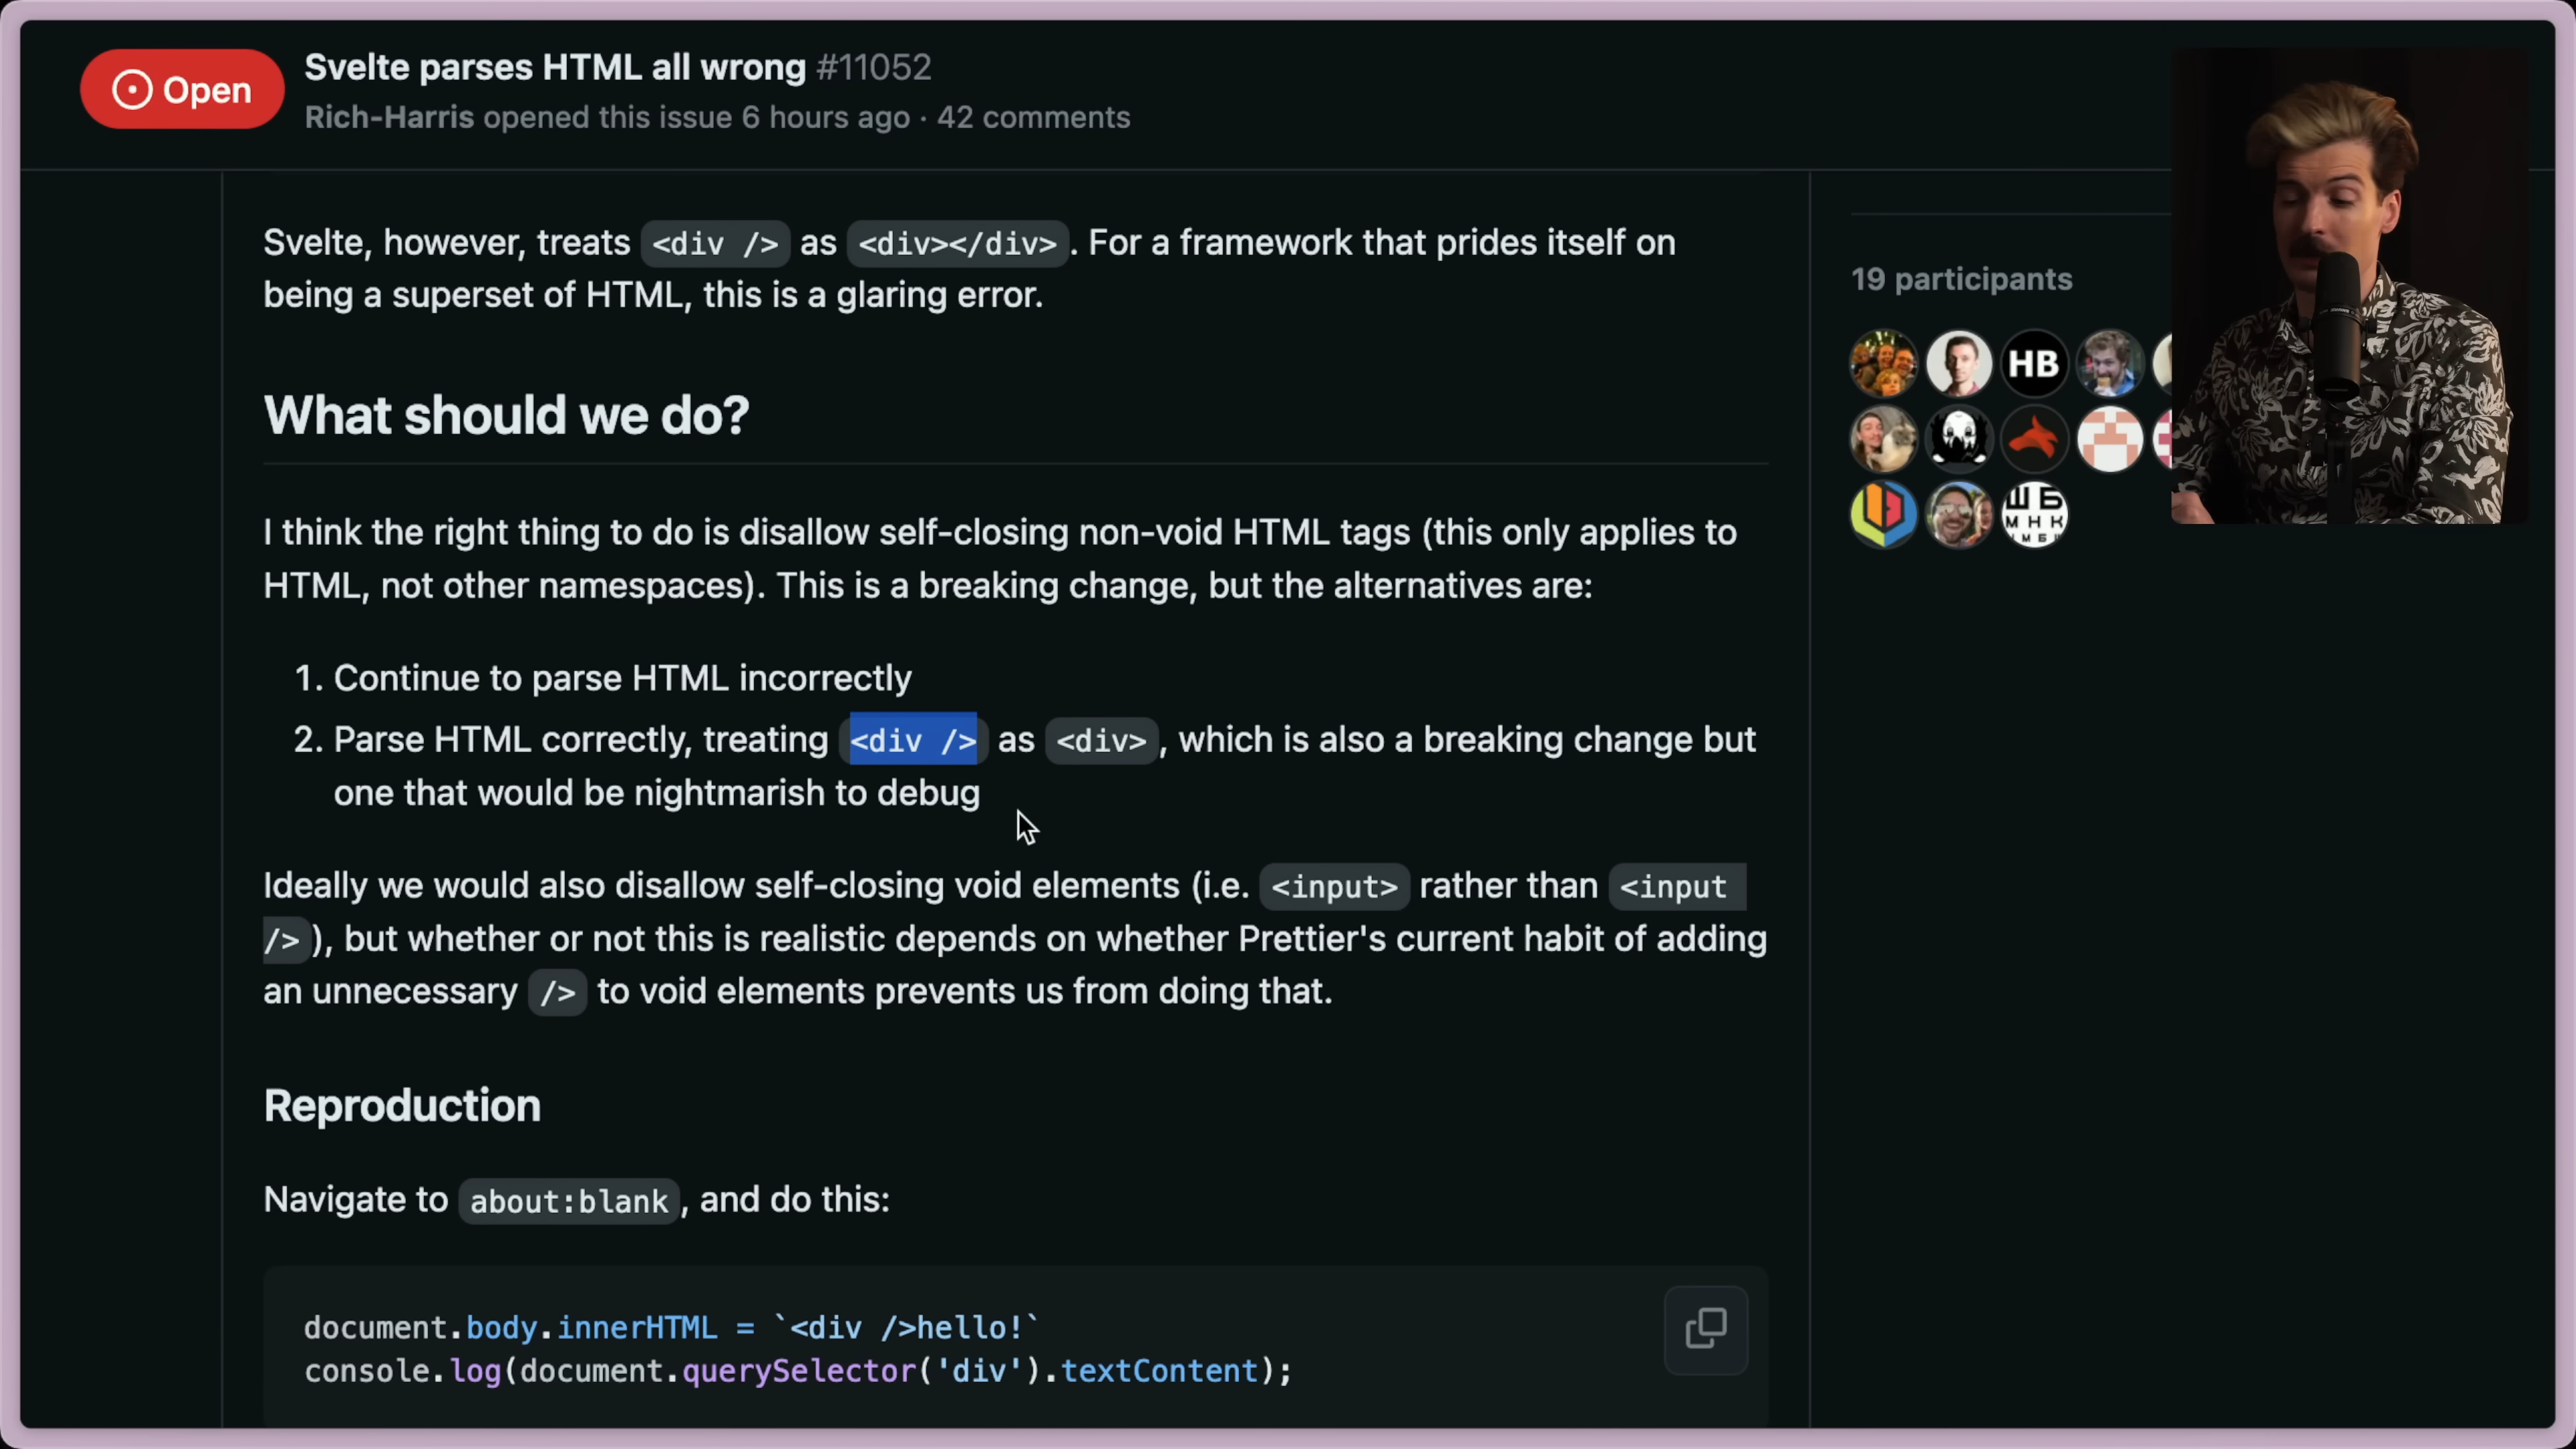 Open
Svelte parses HTML all wrong #11052
Rich-Harris opened this issue 6 hours ago · 42 comments
Svelte, however, treats <div /> as <div></div>. For a framework that prides itself on
being a superset of HTML, this is a glaring error.
What should we do?
I think the right thing to do is disallow self-closing non-void HTML tags (this only applies to
HTML, not other namespaces). This is a breaking change, but the alternatives are:
1. Continue to parse HTML incorrectly
2. Parse HTML correctly, treating <div /> as <div>, which is also a breaking change but
one that would be nightmarish to debug
Ideally we would also disallow self-closing void elements (i.e. <input> rather than <input
/>), but whether or not this is realistic depends on whether Prettier's current habit of adding
an unnecessary /> to void elements prevents us from doing that.
Reproduction
Navigate to about:blank, and do this:
document.body.innerHTML = `<div />hello!`
console.log(document.querySelector('div').textContent);
19 participants
HB
ШБ
МНК